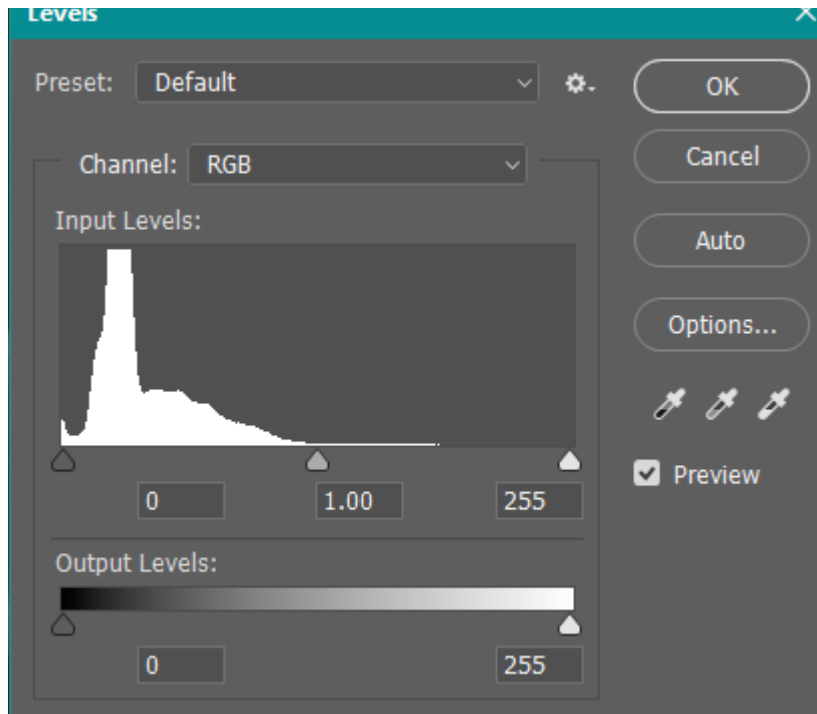 Levels
Preset: Default
OK
Channel: RGB
Cancel
Input Levels:
Auto
Options...
Preview
0 1.00 255
Output Levels:
0 255